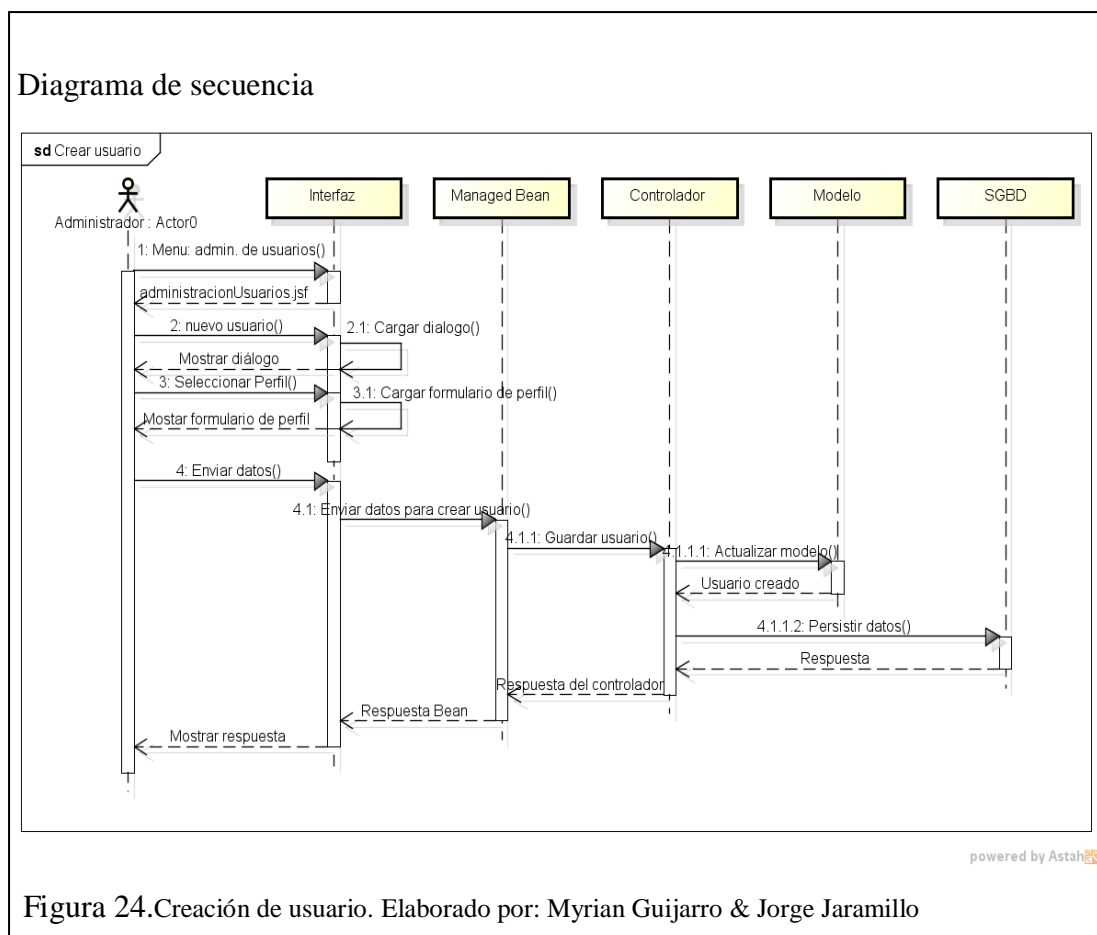 Diagrama de secuencia
sd Crear usuario
Administrador : Actor0
Interfaz
Managed Bean
Controlador
Modelo
SGBD
1: Menu: admin. de usuarios()
administracionUsuarios.jsf
2: nuevo usuario()
2.1: Cargar dialogo()
Mostrar diálogo
3: Seleccionar Perfil()
3.1: Cargar formulario de perfil()
Mostar formulario de perfil
4: Enviar datos()
4.1: Enviar datos para crear usuario()
4.1.1: Guardar usuario()
4.1.1.1: Actualizar modelo()
Usuario creado
4.1.1.2: Persistir datos()
Respuesta
Respuesta del controlador
Respuesta Bean
Mostrar respuesta
powered by Astah
Figura 24.Creación de usuario. Elaborado por: Myrian Guijarro & Jorge Jaramillo